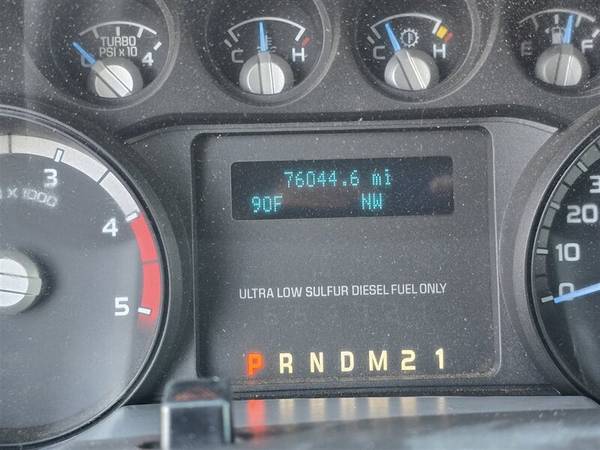 TURBO
PSI x 10
0 4
C H
C H
E F
3
4
5
x 1000
76044.6 mi
90F NW
ULTRA LOW SULFUR DIESEL FUEL ONLY
P R N D M 2 1
20
10
0